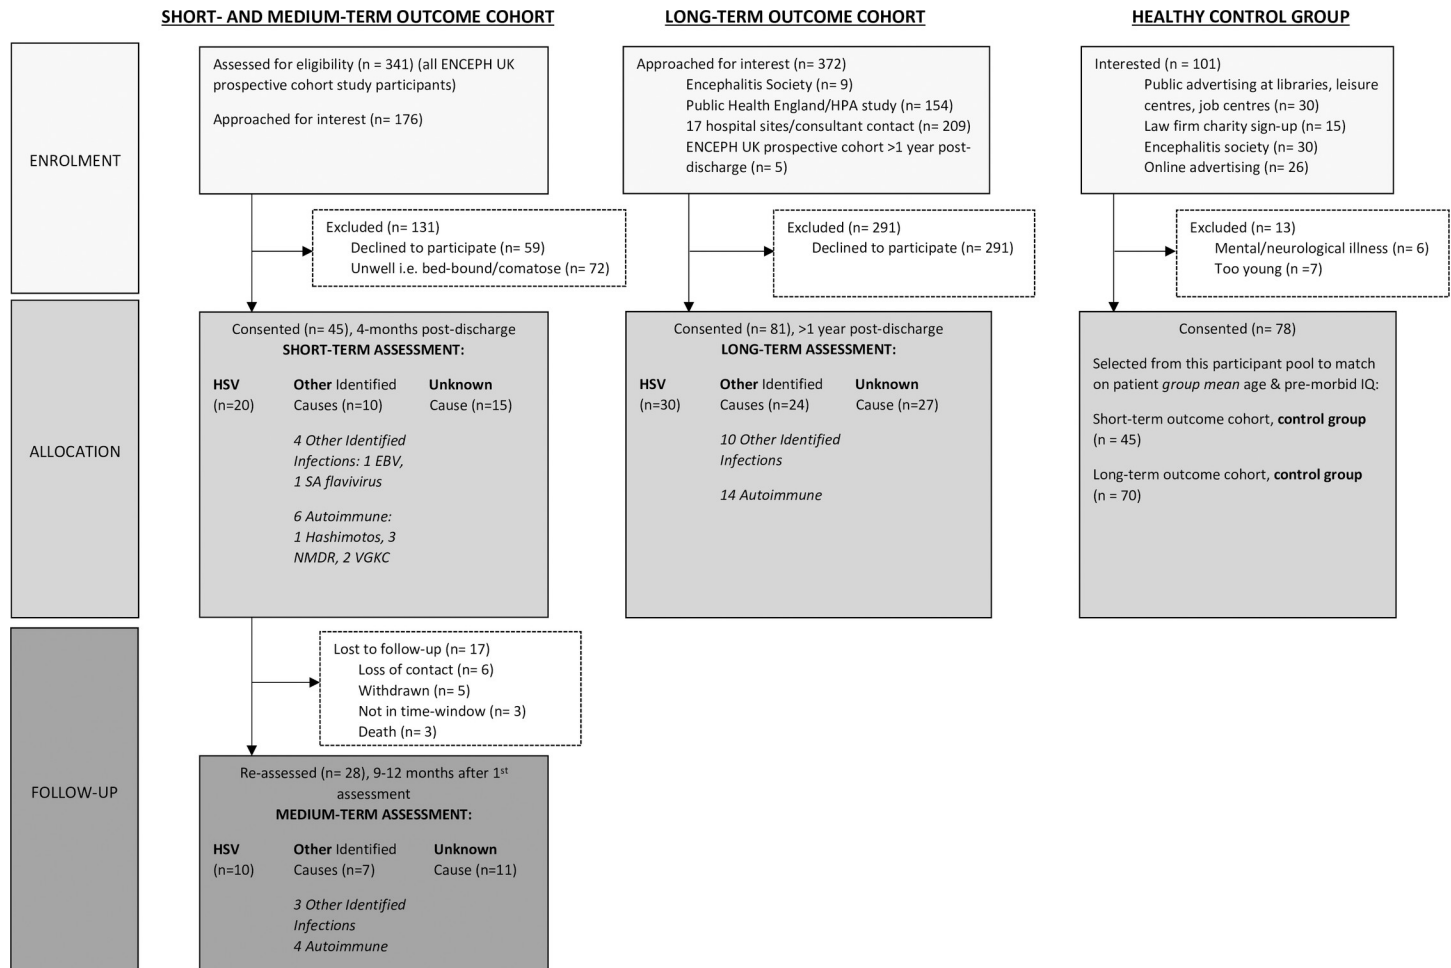 SHORT- AND MEDIUM-TERM OUTCOME COHORT
LONG-TERM OUTCOME COHORT
HEALTHY CONTROL GROUP
ENROLMENT
Assessed for eligibility (n = 341) (all ENCEPH UK
prospective cohort study participants)
Approached for interest (n= 176)
Approached for interest (n= 372)
Encephalitis Society (n= 9)
Public Health England/HPA study (n= 154)
17 hospital sites/consultant contact (n= 209)
ENCEPH UK prospective cohort >1 year post-
discharge (n= 5)
Interested (n= 101)
Public advertising at libraries, leisure
centres, job centres (n= 30)
Law firm charity sign-up (n= 15)
Encephalitis society (n= 30)
Online advertising (n= 26)
Excluded (n= 131)
Declined to participate (n= 59)
Unwell i.e. bed-bound/comatose (n= 72)
Excluded (n= 291)
Declined to participate (n= 291)
Excluded (n= 13)
Mental/neurological illness (n= 6)
Too young (n =7)
ALLOCATION
Consented (n= 45), 4-months post-discharge
SHORT-TERM ASSESSMENT:
HSV
(n=20)
Other Identified
Causes (n=10)
Unknown
Cause (n=15)
4 Other Identified
Infections: 1 EBV,
1 SA flavivirus
6 Autoimmune:
1 Hashimotos, 3
NMDR, 2 VGKC
Consented (n= 81), >1 year post-discharge
LONG-TERM ASSESSMENT:
HSV
(n=30)
Other Identified
Causes (n=24)
Unknown
Cause (n=27)
10 Other Identified
Infections
14 Autoimmune
Consented (n= 78)
Selected from this participant pool to match
on patient group mean age & pre-morbid IQ:
Short-term outcome cohort, control group
(n = 45)
Long-term outcome cohort, control group
(n = 70)
FOLLOW-UP
Lost to follow-up (n= 17)
Loss of contact (n= 6)
Withdrawn (n= 5)
Not in time-window (n= 3)
Death (n= 3)
Re-assessed (n= 28), 9-12 months after 1st
assessment
MEDIUM-TERM ASSESSMENT:
HSV
(n=10)
Other Identified
Causes (n=7)
Unknown
Cause (n=11)
3 Other Identified
Infections
4 Autoimmune